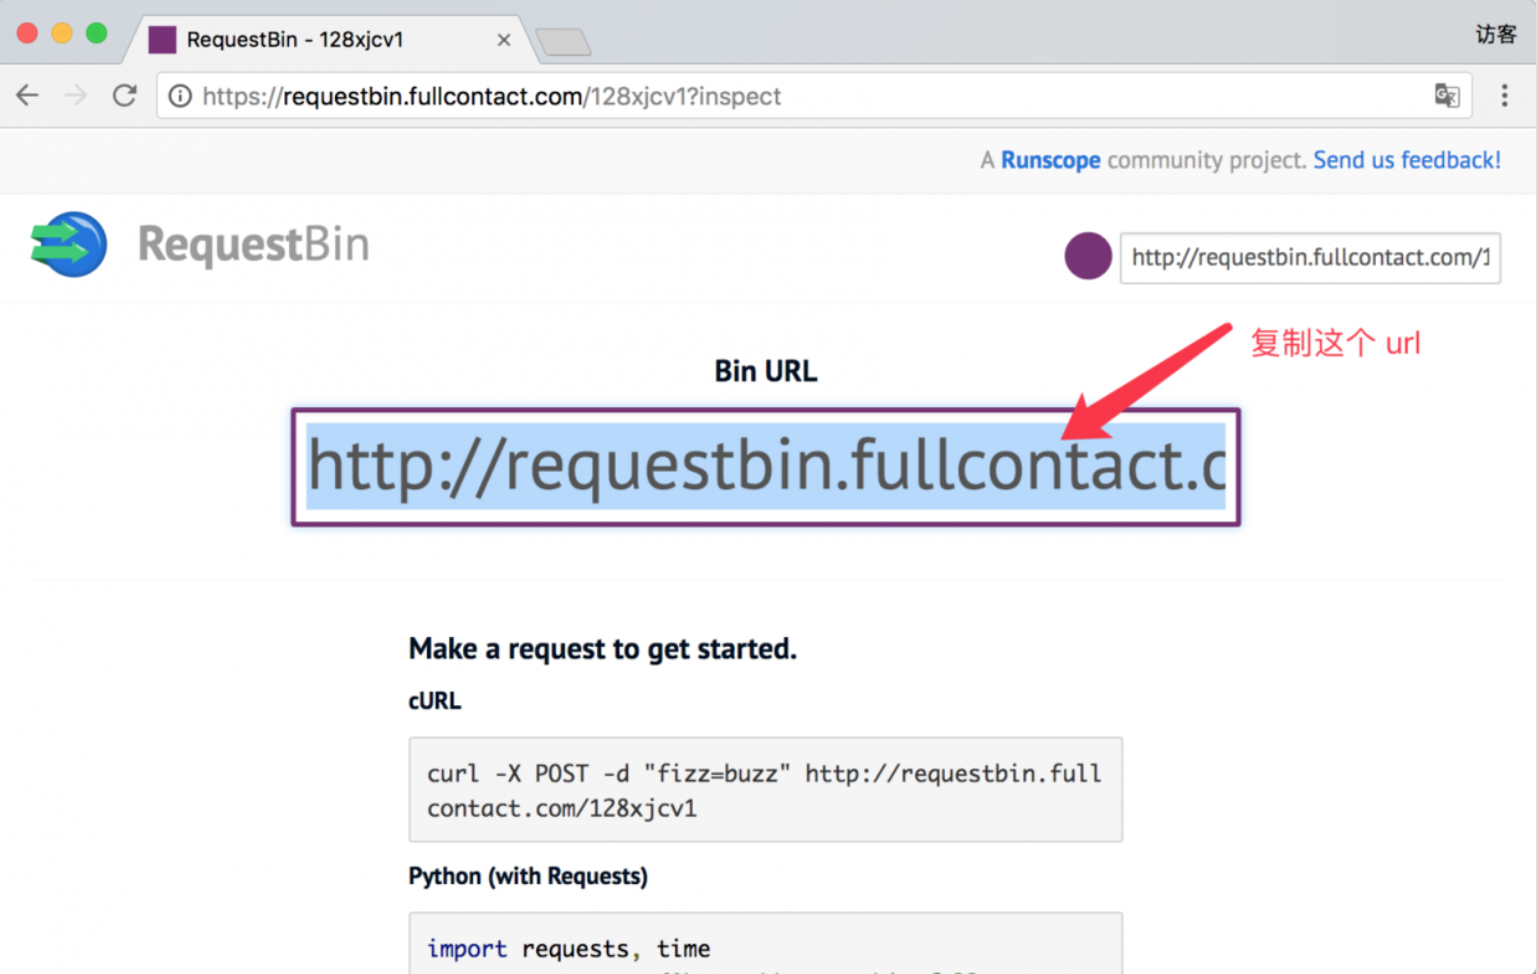 RequestBin - 128xjcv1
访客
https://requestbin.fullcontact.com/128xjcv1?inspect
A Runscope community project. Send us feedback!
RequestBin
http://requestbin.fullcontact.com/1
复制这个 url
Bin URL
http://requestbin.fullcontact.c
Make a request to get started.
cURL
curl -X POST -d "fizz=buzz" http://requestbin.full
contact.com/128xjcv1
Python (with Requests)
import requests, time